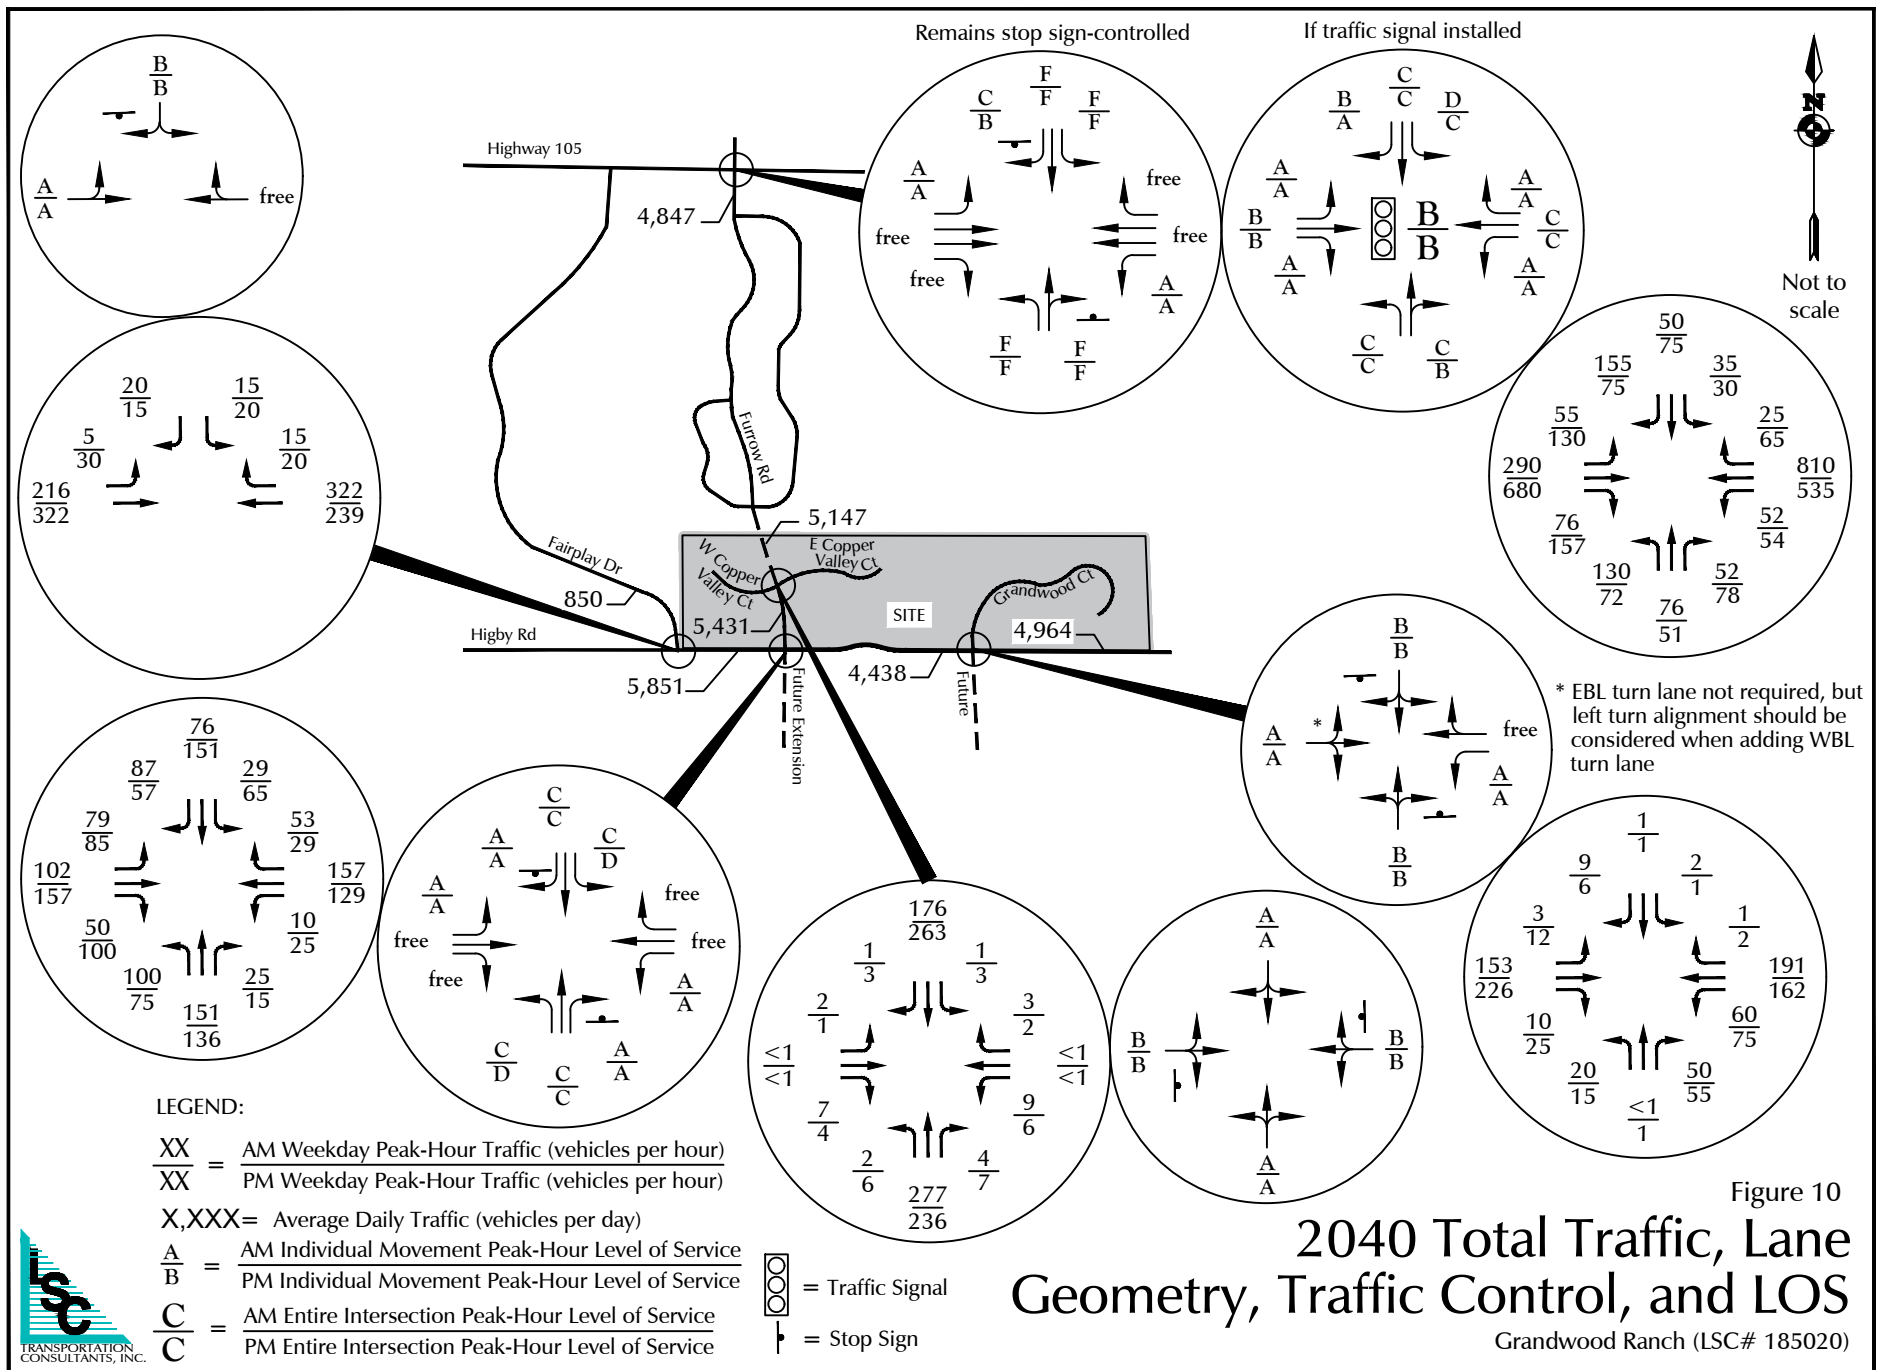 Remains stop sign-controlled
If traffic signal installed
B
B
A
A
free
F
F
C
B
F
F
A
A
free
free
free
free
A
A
F
F
F
F
C
C
B
A
D
C
A
A
B
B
A
A
B
B
A
A
C
C
A
A
C
C
C
B
N
Not to
scale
Highway 105
4,847
Furrow Rd
5,147
W Copper
Valley Ct
E Copper
Valley Ct
Fairplay Dr
850
5,431
SITE
Grandwood Ct
4,964
Higby Rd
5,851
4,438
Future Extension
Future
20
15
15
20
5
30
15
20
216
322
322
239
50
75
155
75
35
30
55
130
25
65
290
680
810
535
76
157
52
54
130
72
52
78
76
51
B
B
*
A
A
free
A
A
B
B
* EBL turn lane not required, but
left turn alignment should be
considered when adding WBL
turn lane
76
151
87
57
29
65
79
85
53
29
102
157
157
129
50
100
10
25
100
75
25
15
151
136
C
C
A
A
C
D
A
A
free
free
free
free
A
A
C
D
A
A
C
C
176
263
1
3
1
3
2
1
3
2
<1
<1
<1
<1
7
4
9
6
2
6
4
7
277
236
A
A
B
B
B
B
A
A
1
1
9
6
2
1
3
12
1
2
153
226
191
162
10
25
60
75
20
15
50
55
<1
1
LEGEND:
XX
XX
=
AM Weekday Peak-Hour Traffic (vehicles per hour)
PM Weekday Peak-Hour Traffic (vehicles per hour)
X,XXX= Average Daily Traffic (vehicles per day)
A
B
=
AM Individual Movement Peak-Hour Level of Service
PM Individual Movement Peak-Hour Level of Service
C
C
=
AM Entire Intersection Peak-Hour Level of Service
PM Entire Intersection Peak-Hour Level of Service
= Traffic Signal
= Stop Sign
LSC
TRANSPORTATION
CONSULTANTS, INC.
Figure 10
2040 Total Traffic, Lane
Geometry, Traffic Control, and LOS
Grandwood Ranch (LSC# 185020)